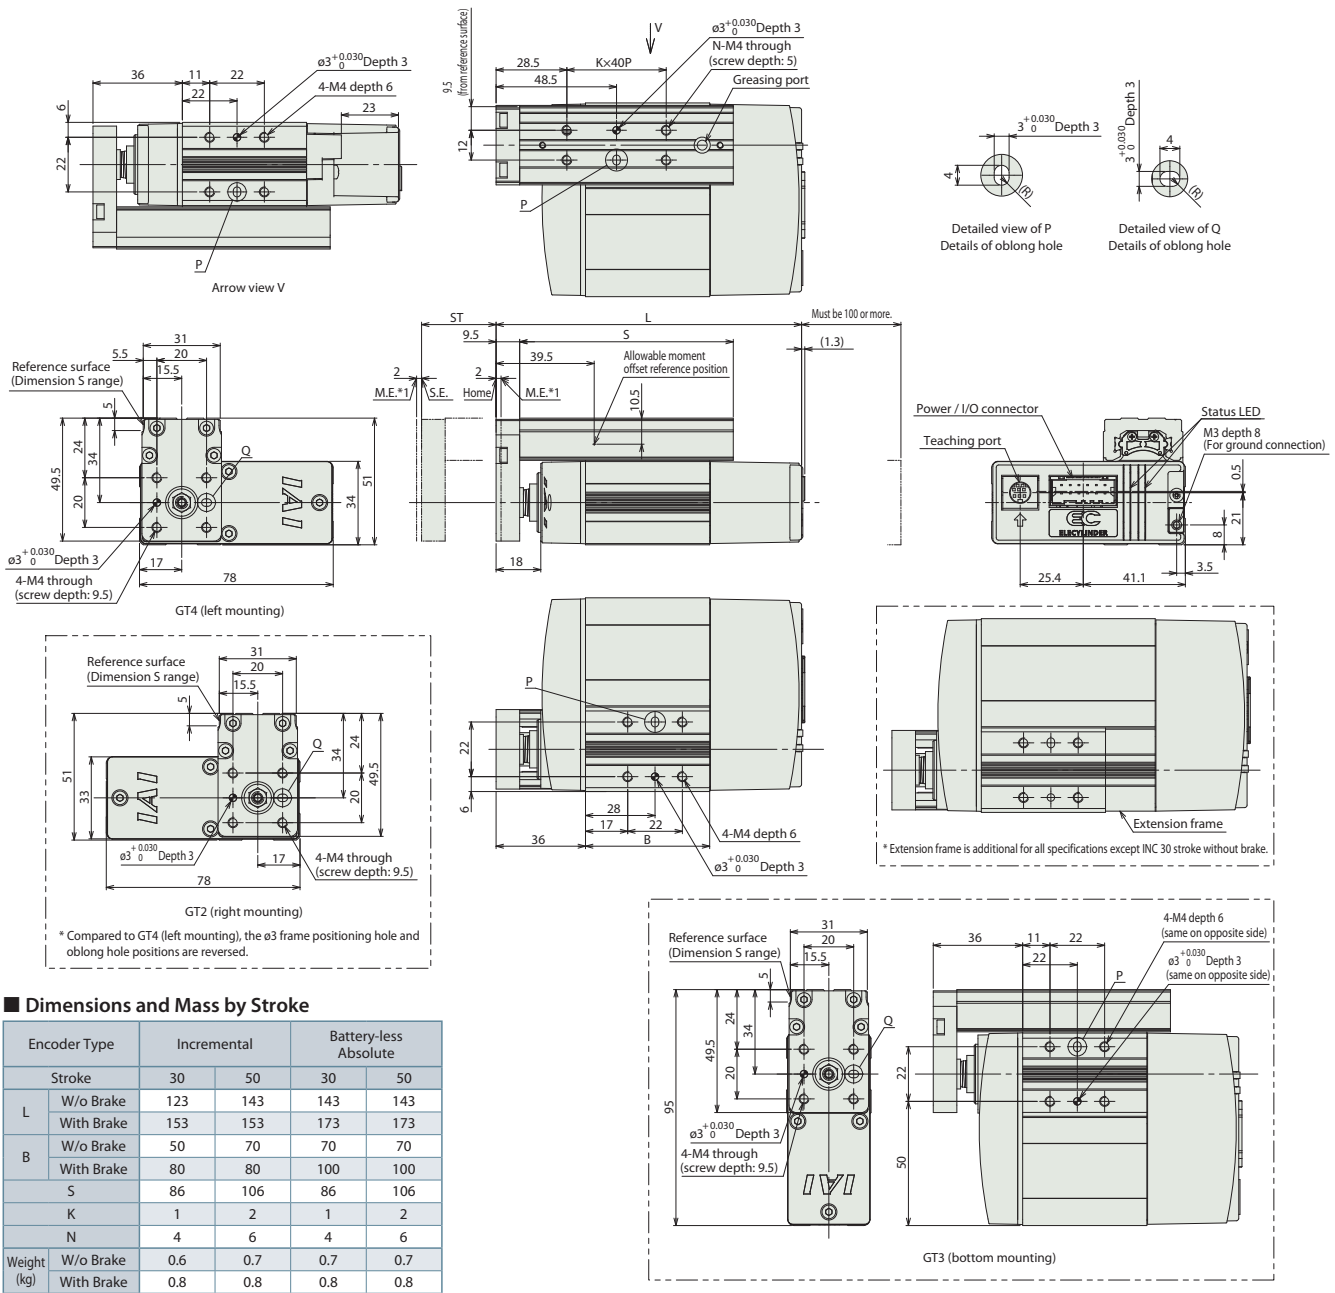 ø3 +0.030 0 Depth 3
4-M4 depth 6
36
11
22
22
23
6
22
P
Arrow view V
9.5
(from reference surface)
V
ø3 +0.030 0 Depth 3
N-M4 through
(screw depth: 5)
Greasing port
28.5
K×40P
48.5
12
P
3 +0.030 0 Depth 3
4
(R)
Detailed view of P
Details of oblong hole
3 +0.030 0 Depth 3
4
(R)
Detailed view of Q
Details of oblong hole
31
5.5
20
15.5
Reference surface
(Dimension S range)
5
24
34
49.5
20
Q
IAI
34
51
ø3 +0.030 0 Depth 3
4-M4 through
(screw depth: 9.5)
17
78
GT4 (left mounting)
ST
L
Must be 100 or more.
9.5
S
(1.3)
39.5
Allowable moment
offset reference position
2
2
M.E.*1
S.E.
Home
M.E.*1
10.5
18
Power / I/O connector
Status LED
Teaching port
M3 depth 8
(For ground connection)
0.5
21
8
EC
ELECYLINDER
3.5
25.4
41.1
31
Reference surface
(Dimension S range)
20
15.5
5
Q
51
33
IAI
34
24
20
49.5
ø3 +0.030 0 Depth 3
17
4-M4 through
(screw depth: 9.5)
78
GT2 (right mounting)
* Compared to GT4 (left mounting), the ø3 frame positioning hole and
oblong hole positions are reversed.
P
22
6
28
17
22
36
B
4-M4 depth 6
ø3 +0.030 0 Depth 3
Extension frame
* Extension frame is additional for all specifications except INC 30 stroke without brake.
31
Reference surface
(Dimension S range)
20
15.5
5
24
34
49.5
20
95
Q
ø3 +0.030 0 Depth 3
4-M4 through
(screw depth: 9.5)
IAI
36
11
22
22
4-M4 depth 6
(same on opposite side)
ø3 +0.030 0 Depth 3
(same on opposite side)
P
22
50
GT3 (bottom mounting)
■ Dimensions and Mass by Stroke
Encoder Type Incremental Battery-less Absolute
Stroke 30 50 30 50
L W/o Brake 123 143 143 143
With Brake 153 153 173 173
B W/o Brake 50 70 70 70
With Brake 80 80 100 100
S 86 106 86 106
K 1 2 1 2
N 4 6 4 6
Weight (kg) W/o Brake 0.6 0.7 0.7 0.7
With Brake 0.8 0.8 0.8 0.8